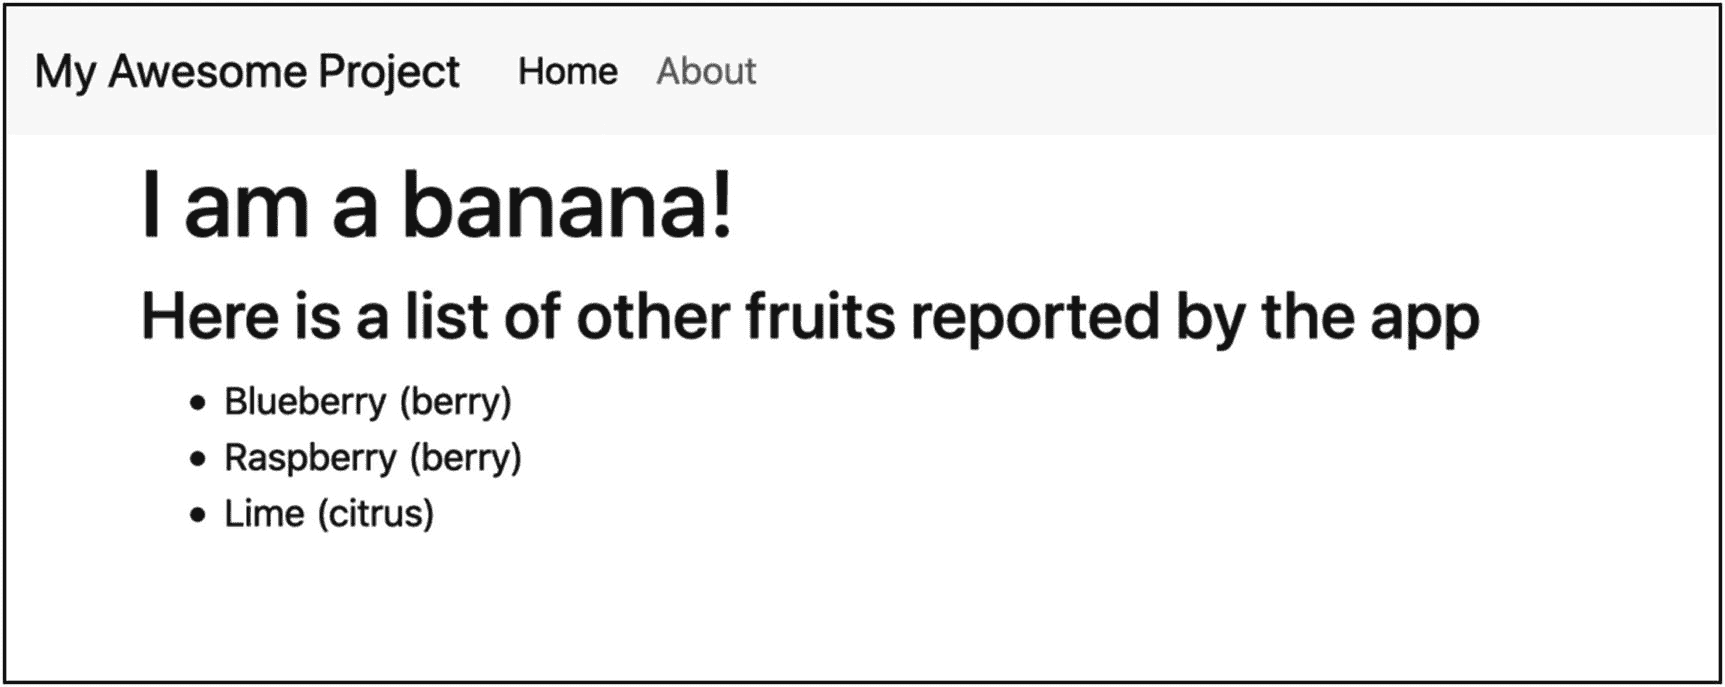 My Awesome Project Home About
I am a banana!
Here is a list of other fruits reported by the app
• Blueberry (berry)
• Raspberry (berry)
• Lime (citrus)